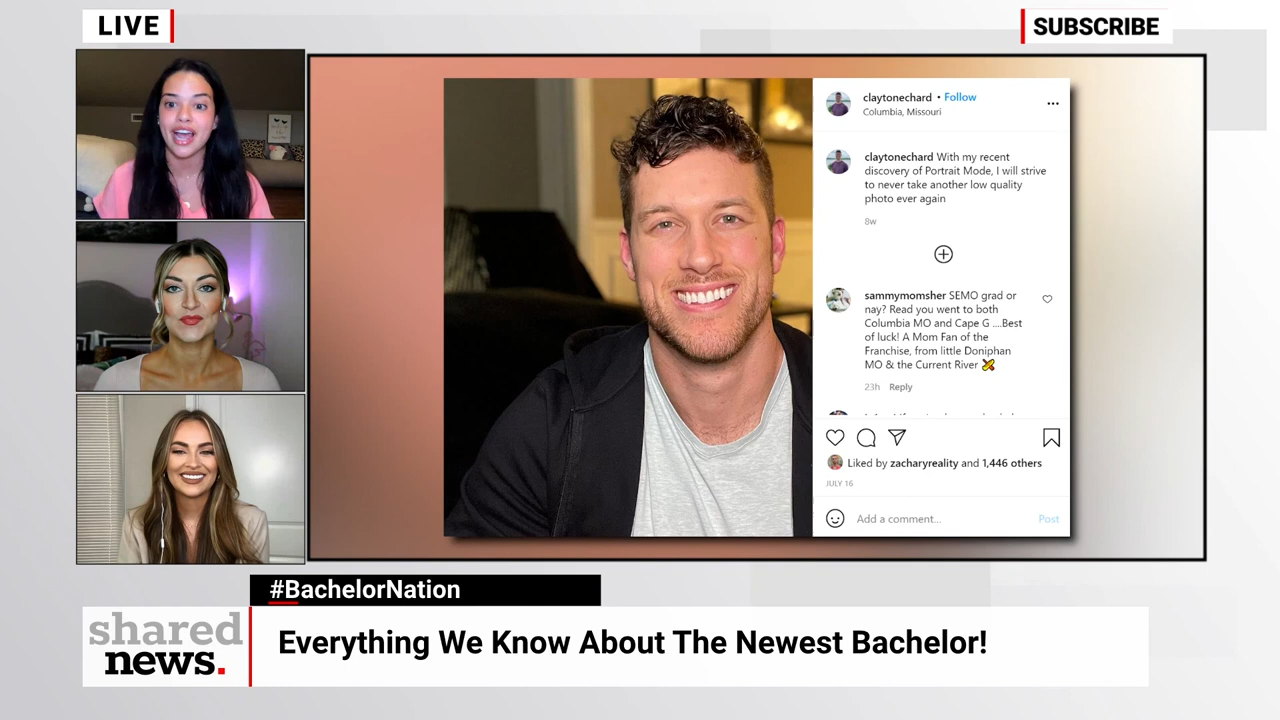 LIVE
SUBSCRIBE
claytonechard • Follow
Columbia, Missouri
claytonechard With my recent
discovery of Portrait Mode, I will strive
to never take another low quality
photo ever again
8w
sammymomsher SEMO grad or
nay? Read you went to both
Columbia MO and Cape G ....Best
of luck! A Mom Fan of the
Franchise, from little Doniphan
MO & the Current River
23h Reply
Liked by zacharyreality and 1,446 others
JULY 16
Add a comment...
Post
#BachelorNation
shared
news.
Everything We Know About The Newest Bachelor!